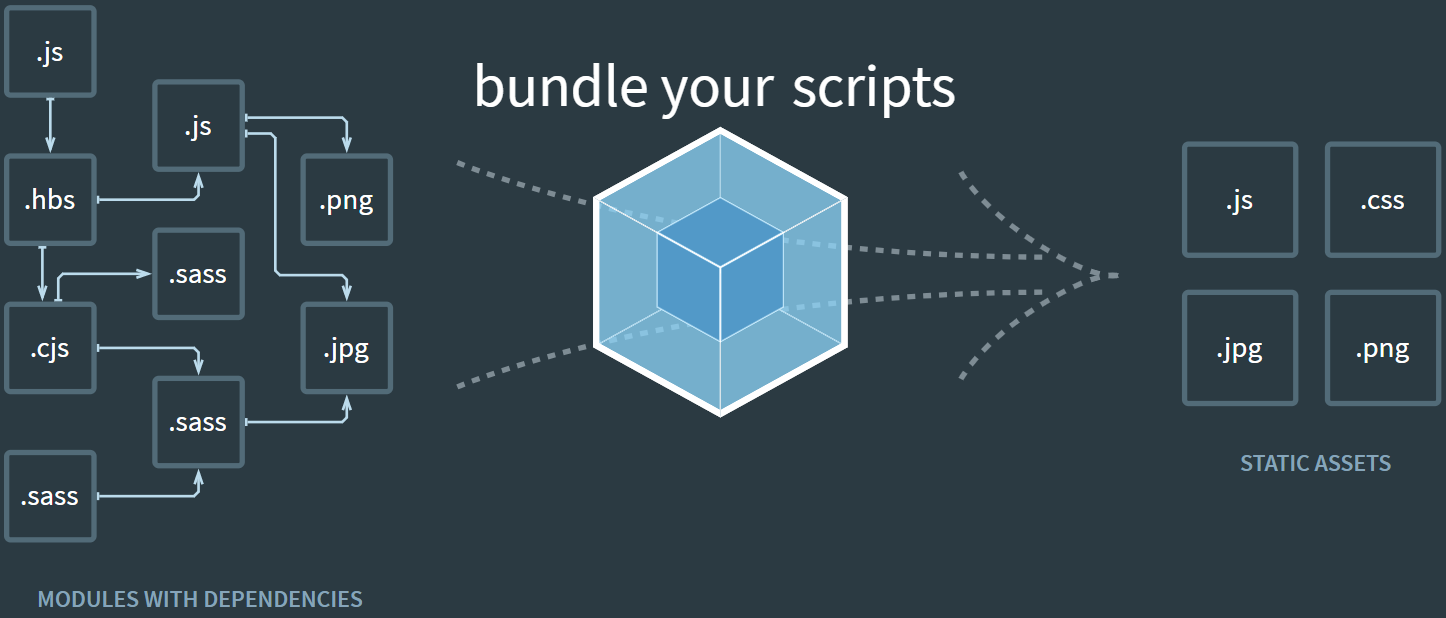 bundle your scripts
.js
.js
.hbs
.png
.sass
.cjs
.jpg
.sass
.sass
MODULES WITH DEPENDENCIES
.js
.css
.jpg
.png
STATIC ASSETS